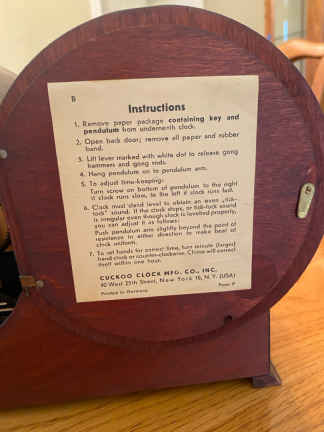 B
Instructions
1. Remove paper package containing key and
pendulum from underneath clock.
2. Open back door; remove all paper and rubber
band.
3. Lift lever marked with white dot to release gong
hammers and gong rods.
4. Hang pendulum on to pendulum arm.
5. To adjust time-keeping:
Turn screw on bottom of pendulum to the right
if clock runs slow, to the left if clock runs fast.
6. Clock must stand level to obtain an even „tick-
tock" sound. If the clock stops, or tick-tock sound
is irregular even though clock is levelled properly,
you can adjust it as follows:
Push pendulum arm slightly beyond the point of
resistance in either direction to make beat of
clock uniform.
7. To set hands for correct time, turn minute (larger)
hand clock or counter-clockwise. Chime will correct
itself within one hour.
CUCKOO CLOCK MFG. CO., INC.
40 West 25th Street, New York 10, N.Y. (USA)
Printed in Germany
Form